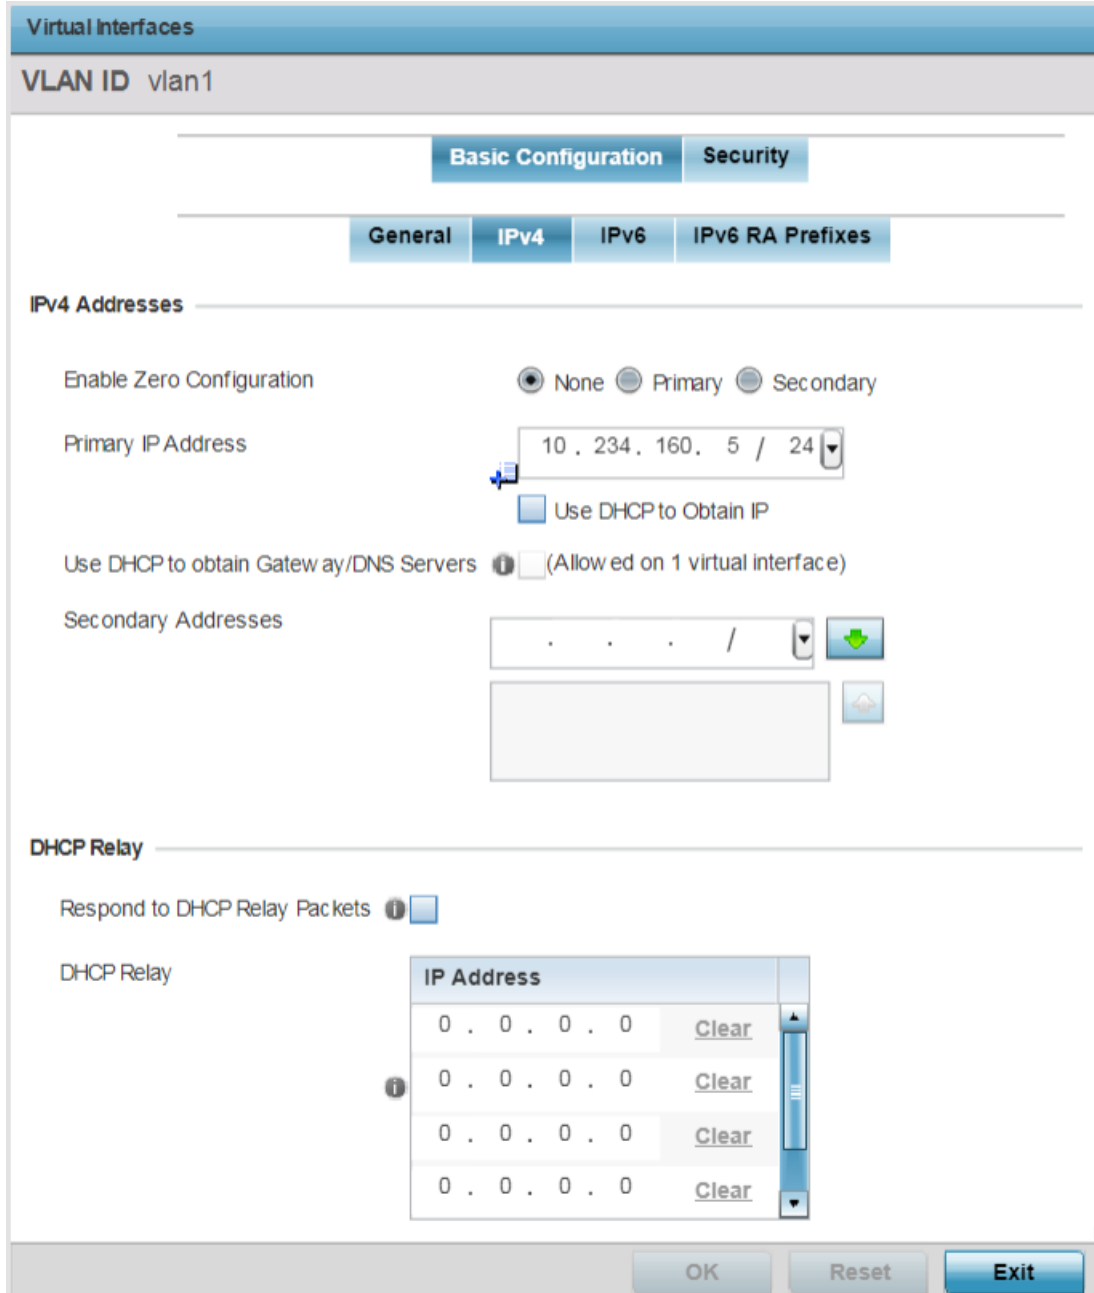 Virtual Interfaces
VLAN ID vlan1
Basic Configuration Security
General IPv4 IPv6 IPv6 RA Prefixes
IPv4 Addresses
Enable Zero Configuration None Primary Secondary
Primary IP Address 10 . 234 . 160 . 5 / 24
Use DHCP to Obtain IP
Use DHCP to obtain Gateway/DNS Servers (Allowed on 1 virtual interface)
Secondary Addresses . . . /
DHCP Relay
Respond to DHCP Relay Packets
DHCP Relay IP Address
0 . 0 . 0 . 0 Clear
0 . 0 . 0 . 0 Clear
0 . 0 . 0 . 0 Clear
0 . 0 . 0 . 0 Clear
OK Reset Exit